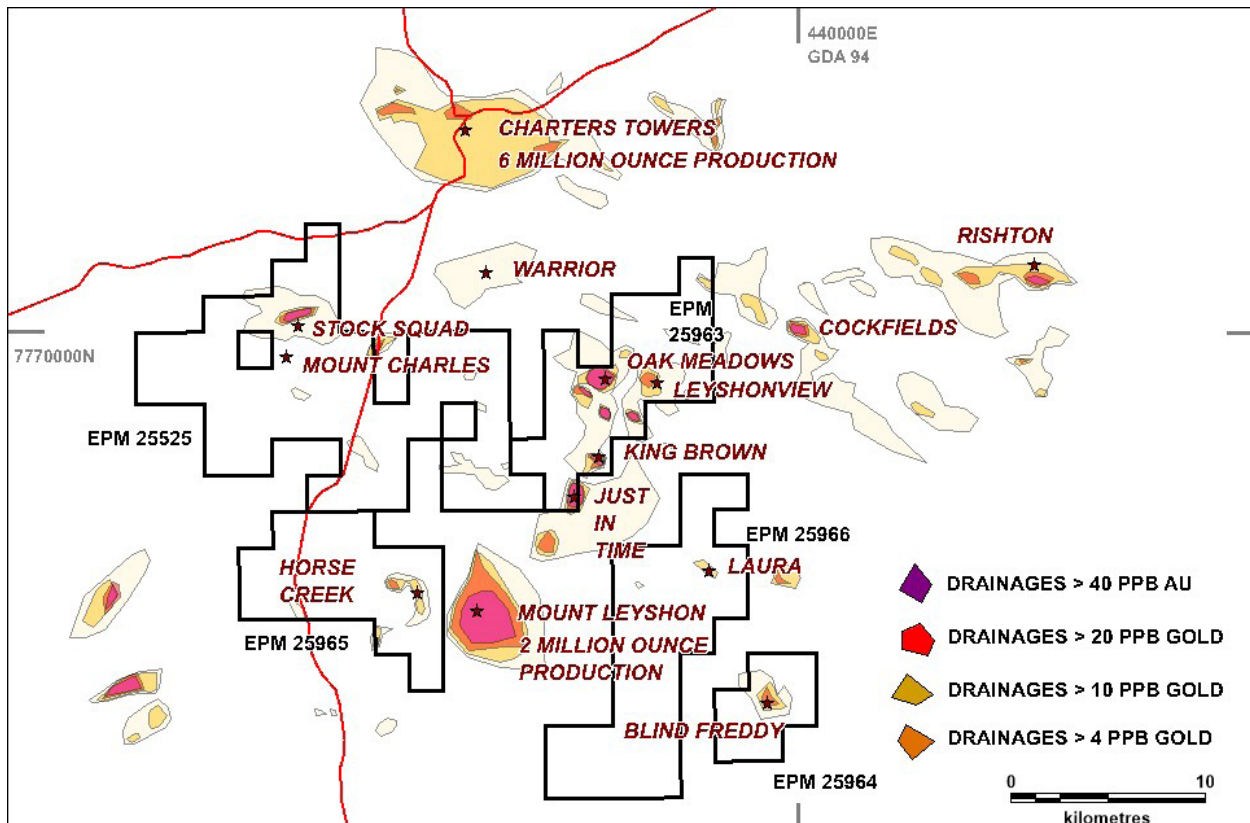 440000E
GDA 94
CHARTERS TOWERS
6 MILLION OUNCE PRODUCTION
RISHTON
WARRIOR
EPM
25963
STOCK SQUAD
COCKFIELDS
7770000N
MOUNT CHARLES
OAK MEADOWS
LEYSHONVIEW
EPM 25525
KING BROWN
JUST
IN
TIME
EPM 25966
HORSE
CREEK
LAURA
DRAINAGES > 40 PPB AU
MOUNT LEYSHON
2 MILLION OUNCE
PRODUCTION
EPM 25965
DRAINAGES > 20 PPB GOLD
DRAINAGES > 10 PPB GOLD
BLIND FREDDY
DRAINAGES > 4 PPB GOLD
EPM 25964
0 10
kilometres